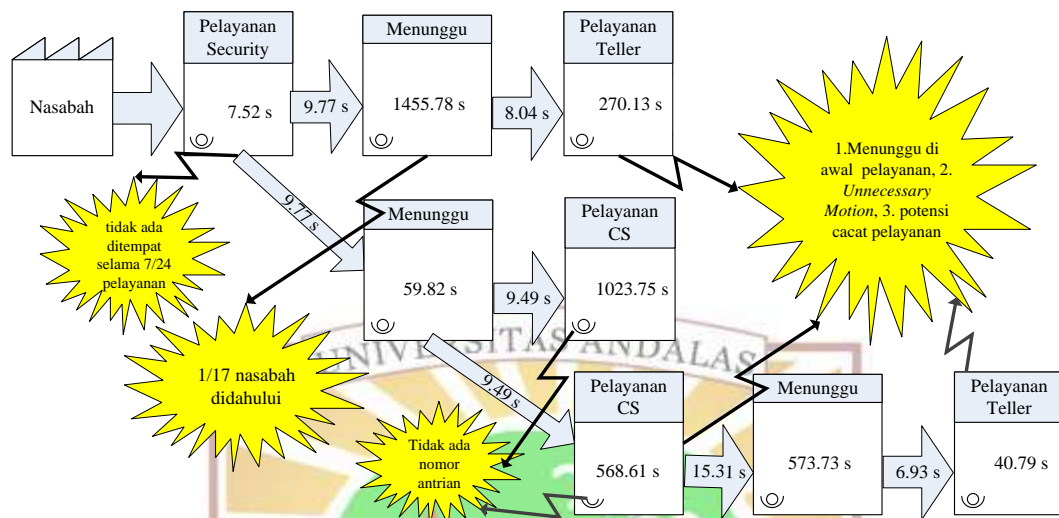 Pelayanan
Security
Menunggu
Pelayanan
Teller
Nasabah
7.52 s
9.77 s
1455.78 s
8.04 s
270.13 s
1.Menunggu di
awal pelayanan, 2.
Unnecessary
Motion, 3. potensi
cacat pelayanan
tidak ada
ditempat
selama 7/24
pelayanan
9.77 s
Menunggu
Pelayanan
CS
59.82 s
9.49 s
1023.75 s
UNIVERSITAS ANDALAS
1/17 nasabah
didahului
9.49 s
Pelayanan
CS
Menunggu
Pelayanan
Teller
Tidak ada
nomor
antrian
568.61 s
15.31 s
573.73 s
6.93 s
40.79 s